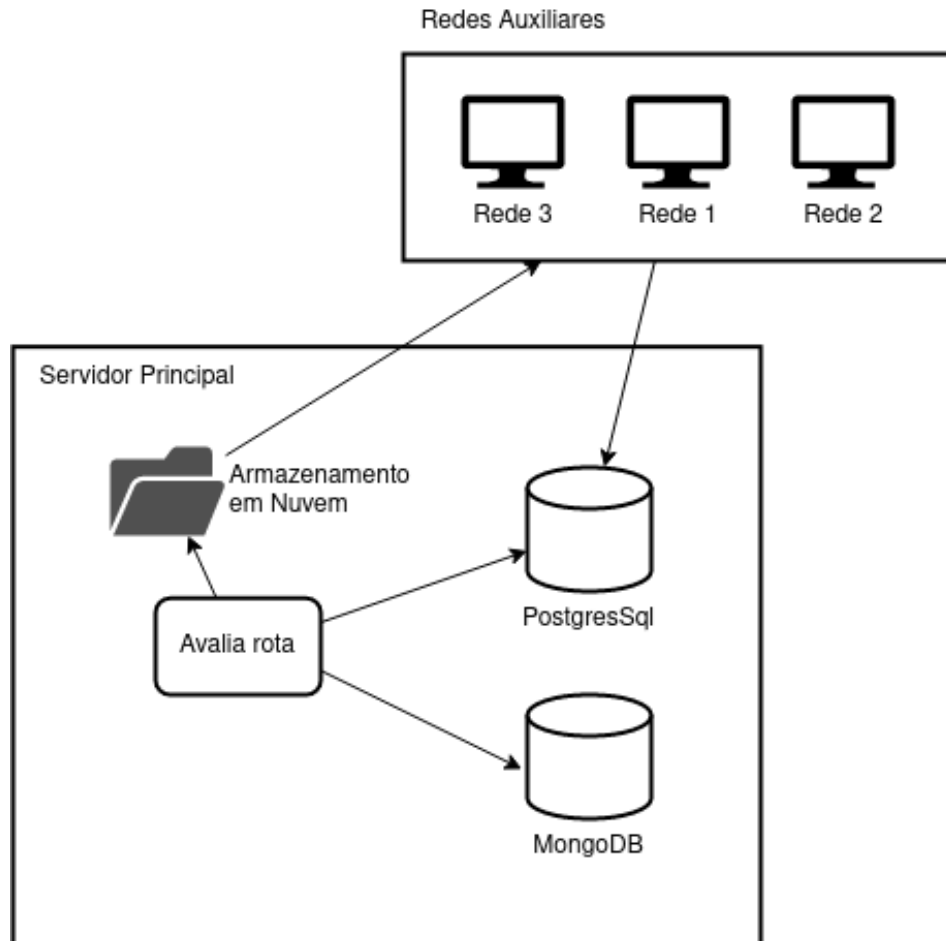 Redes Auxiliares
Rede 3
Rede 1
Rede 2
Servidor Principal
Armazenamento
em Nuvem
Avalia rota
PostgresSql
MongoDB